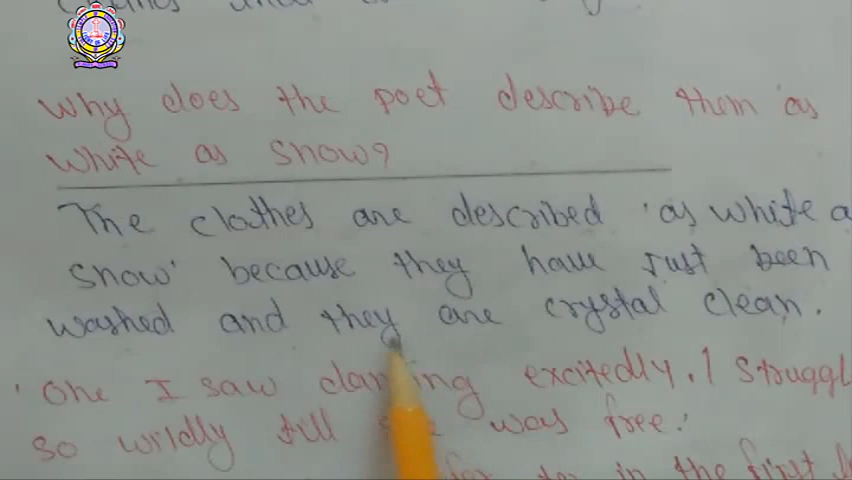 Why does the poet describe them as
white as snow?
The clothes are described 'as white a
snow' because they have just been
washed and they are crystal clean.
'One I saw dancing excitedly. / Struggl
so wildly till was free.'
in the first